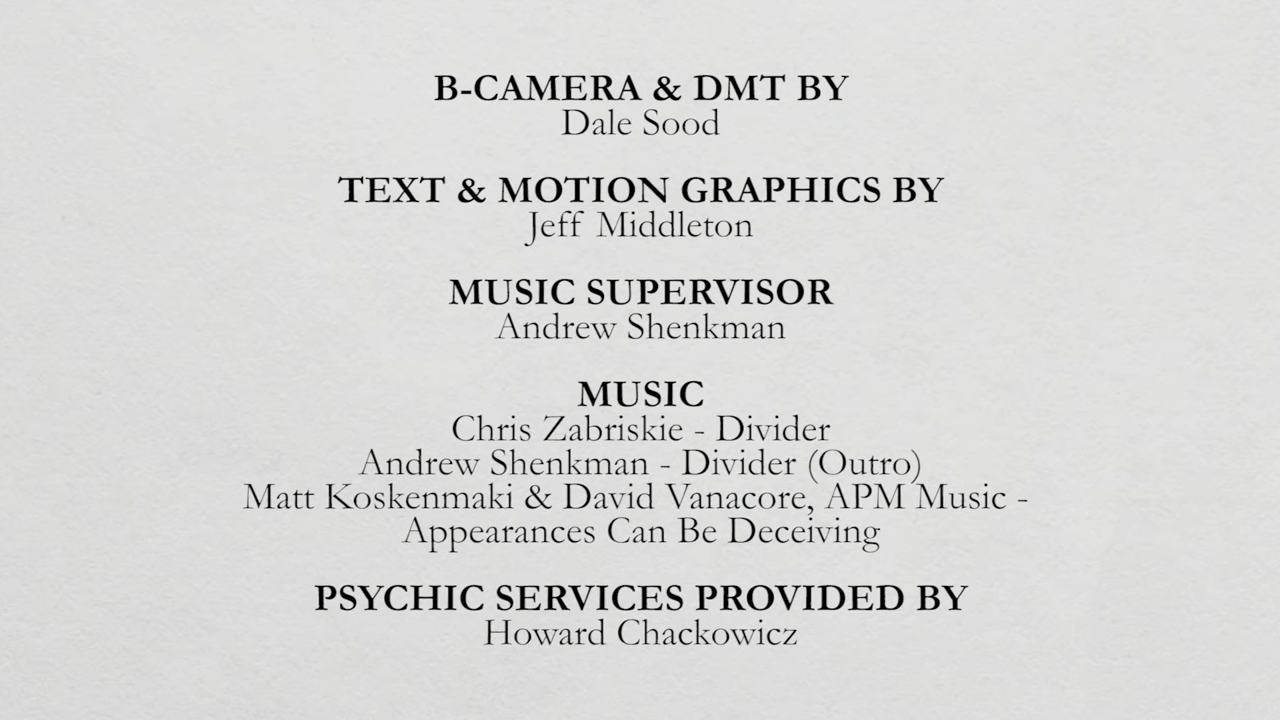 B-CAMERA & DMT BY
Dale Sood
TEXT & MOTION GRAPHICS BY
Jeff Middleton
MUSIC SUPERVISOR
Andrew Shenkman
MUSIC
Chris Zabriskie - Divider
Andrew Shenkman - Divider (Outro)
Matt Koskenmaki & David Vanacore, APM Music -
Appearances Can Be Deceiving
PSYCHIC SERVICES PROVIDED BY
Howard Chackowicz